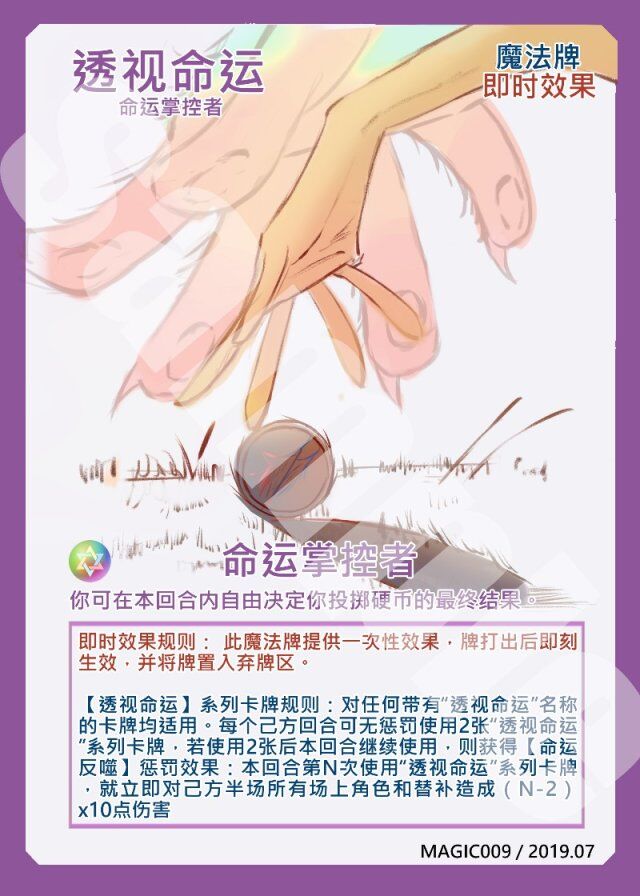 透视命运
命运掌控者
魔法牌
即时效果
命运掌控者
你可在本回合内自由决定你投掷硬币的最终结果。
即时效果规则：此魔法牌提供一次性效果，牌打出后即刻
生效，并将牌置入弃牌区。
【透视命运】系列卡牌规则：对任何带有“透视命运”名称
的卡牌均适用。每个己方回合可无惩罚使用2张“透视命运
”系列卡牌，若使用2张后本回合继续使用，则获得【命运
反噬】惩罚效果：本回合第N次使用“透视命运”系列卡牌
，就立即对己方半场所有场上角色和替补造成（N-2）
x10点伤害
MAGIC009 / 2019.07